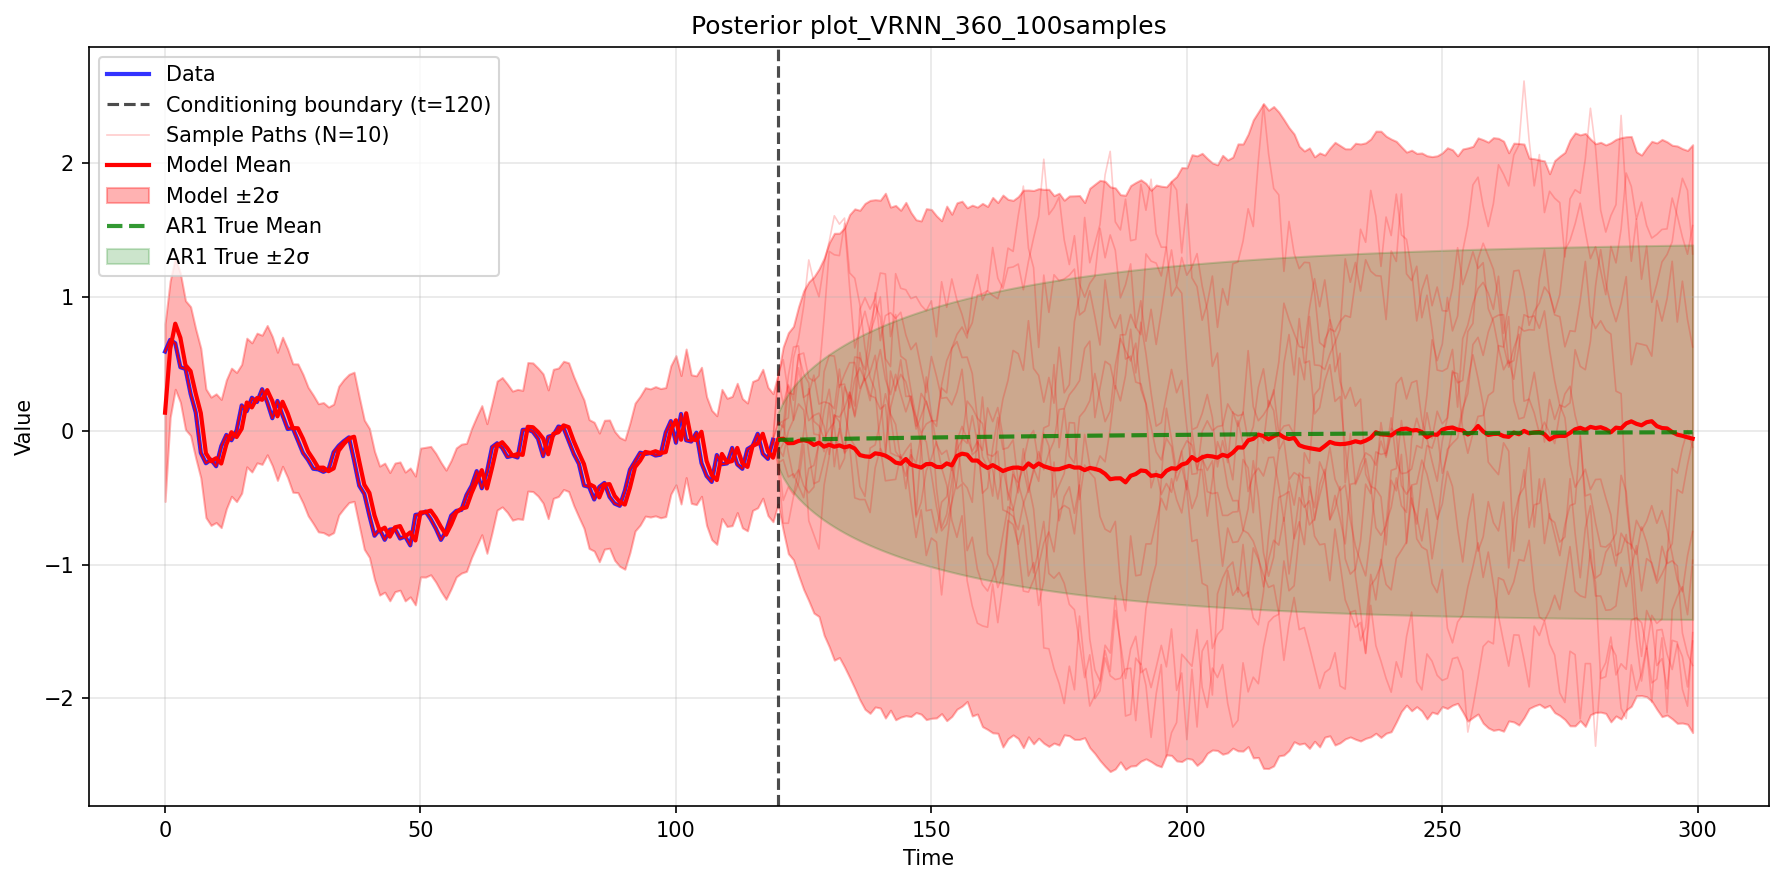 Posterior plot_VRNN_360_100samples
Data
Conditioning boundary (t=120)
Sample Paths (N=10)
Model Mean
Model ±2σ
AR1 True Mean
AR1 True ±2σ
Value
2
1
0
−1
−2
0 50 100 150 200 250 300
Time